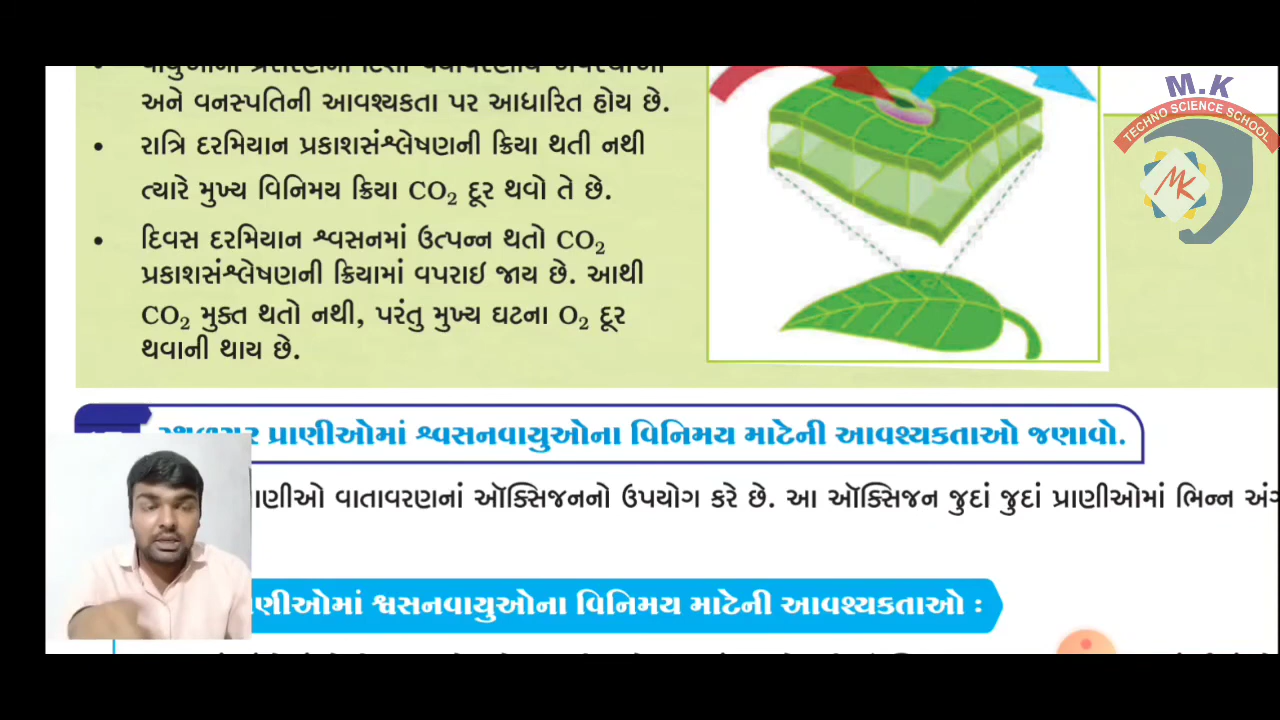 અને વનસ્પતિની આવશ્યકતા પર આધારિત હોય છે.
• રાત્રિ દરમિયાન પ્રકાશસંશ્લેષણની ક્રિયા થતી નથી
ત્યારે મુખ્ય વિનિમય ક્રિયા CO₂ દૂર થવો તે છે.
• દિવસ દરમિયાન શ્વસનમાં ઉત્પન્ન થતો CO₂
પ્રકાશસંશ્લેષણની ક્રિયામાં વપરાઇ જાય છે. આથી
CO₂ મુક્ત થતો નથી, પરંતુ મુખ્ય ઘટના O₂ દૂર
થવાની થાય છે.
M.K
TECHNO SCIENCE SCHOOL
MK
પ્રાણીઓમાં શ્વસનવાયુઓના વિનિમય માટેની આવશ્યકતાઓ જણાવો.
વાતાવરણનાં ઑક્સિજનનો ઉપયોગ કરે છે. આ ઑક્સિજન જુદાં જુદાં પ્રાણીઓમાં ભિન્ન
શ્વસનવાયુઓના વિનિમય માટેની આવશ્યકતાઓ :